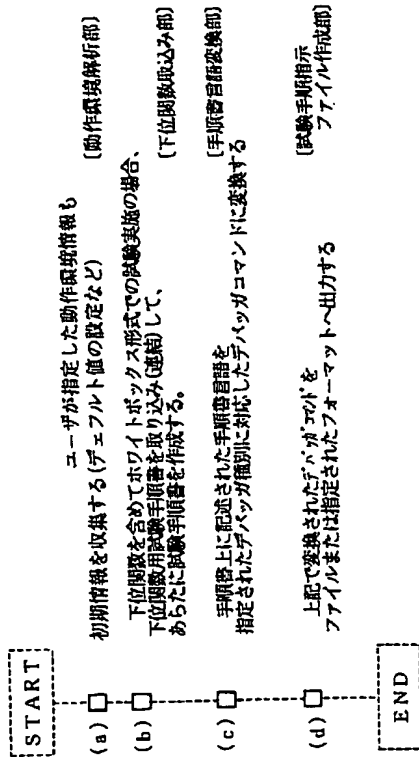 START
(a)
ユーザが指定した動作環境情報も
初期情報を収集する(デェフルト値の設定など)
[動作環境解析部]
(b)
下位関数を含めてホワイトボックス形式での試験実施の場合、
下位関数用試験手順書を取り込み(連結)して、
あらたに試験手順書を作成する。
[下位関数取込み部]
(c)
手順書上に記述された手順書言語を
指定されたデバッガ種別に対応したデバッガコマンドに変換する
[手順書言語変換部]
(d)
上記で変換されたデバッガコマンドを
ファイルまたは指定されたフォーマットへ出力する
[試験手順指示
ファイル作成部]
END